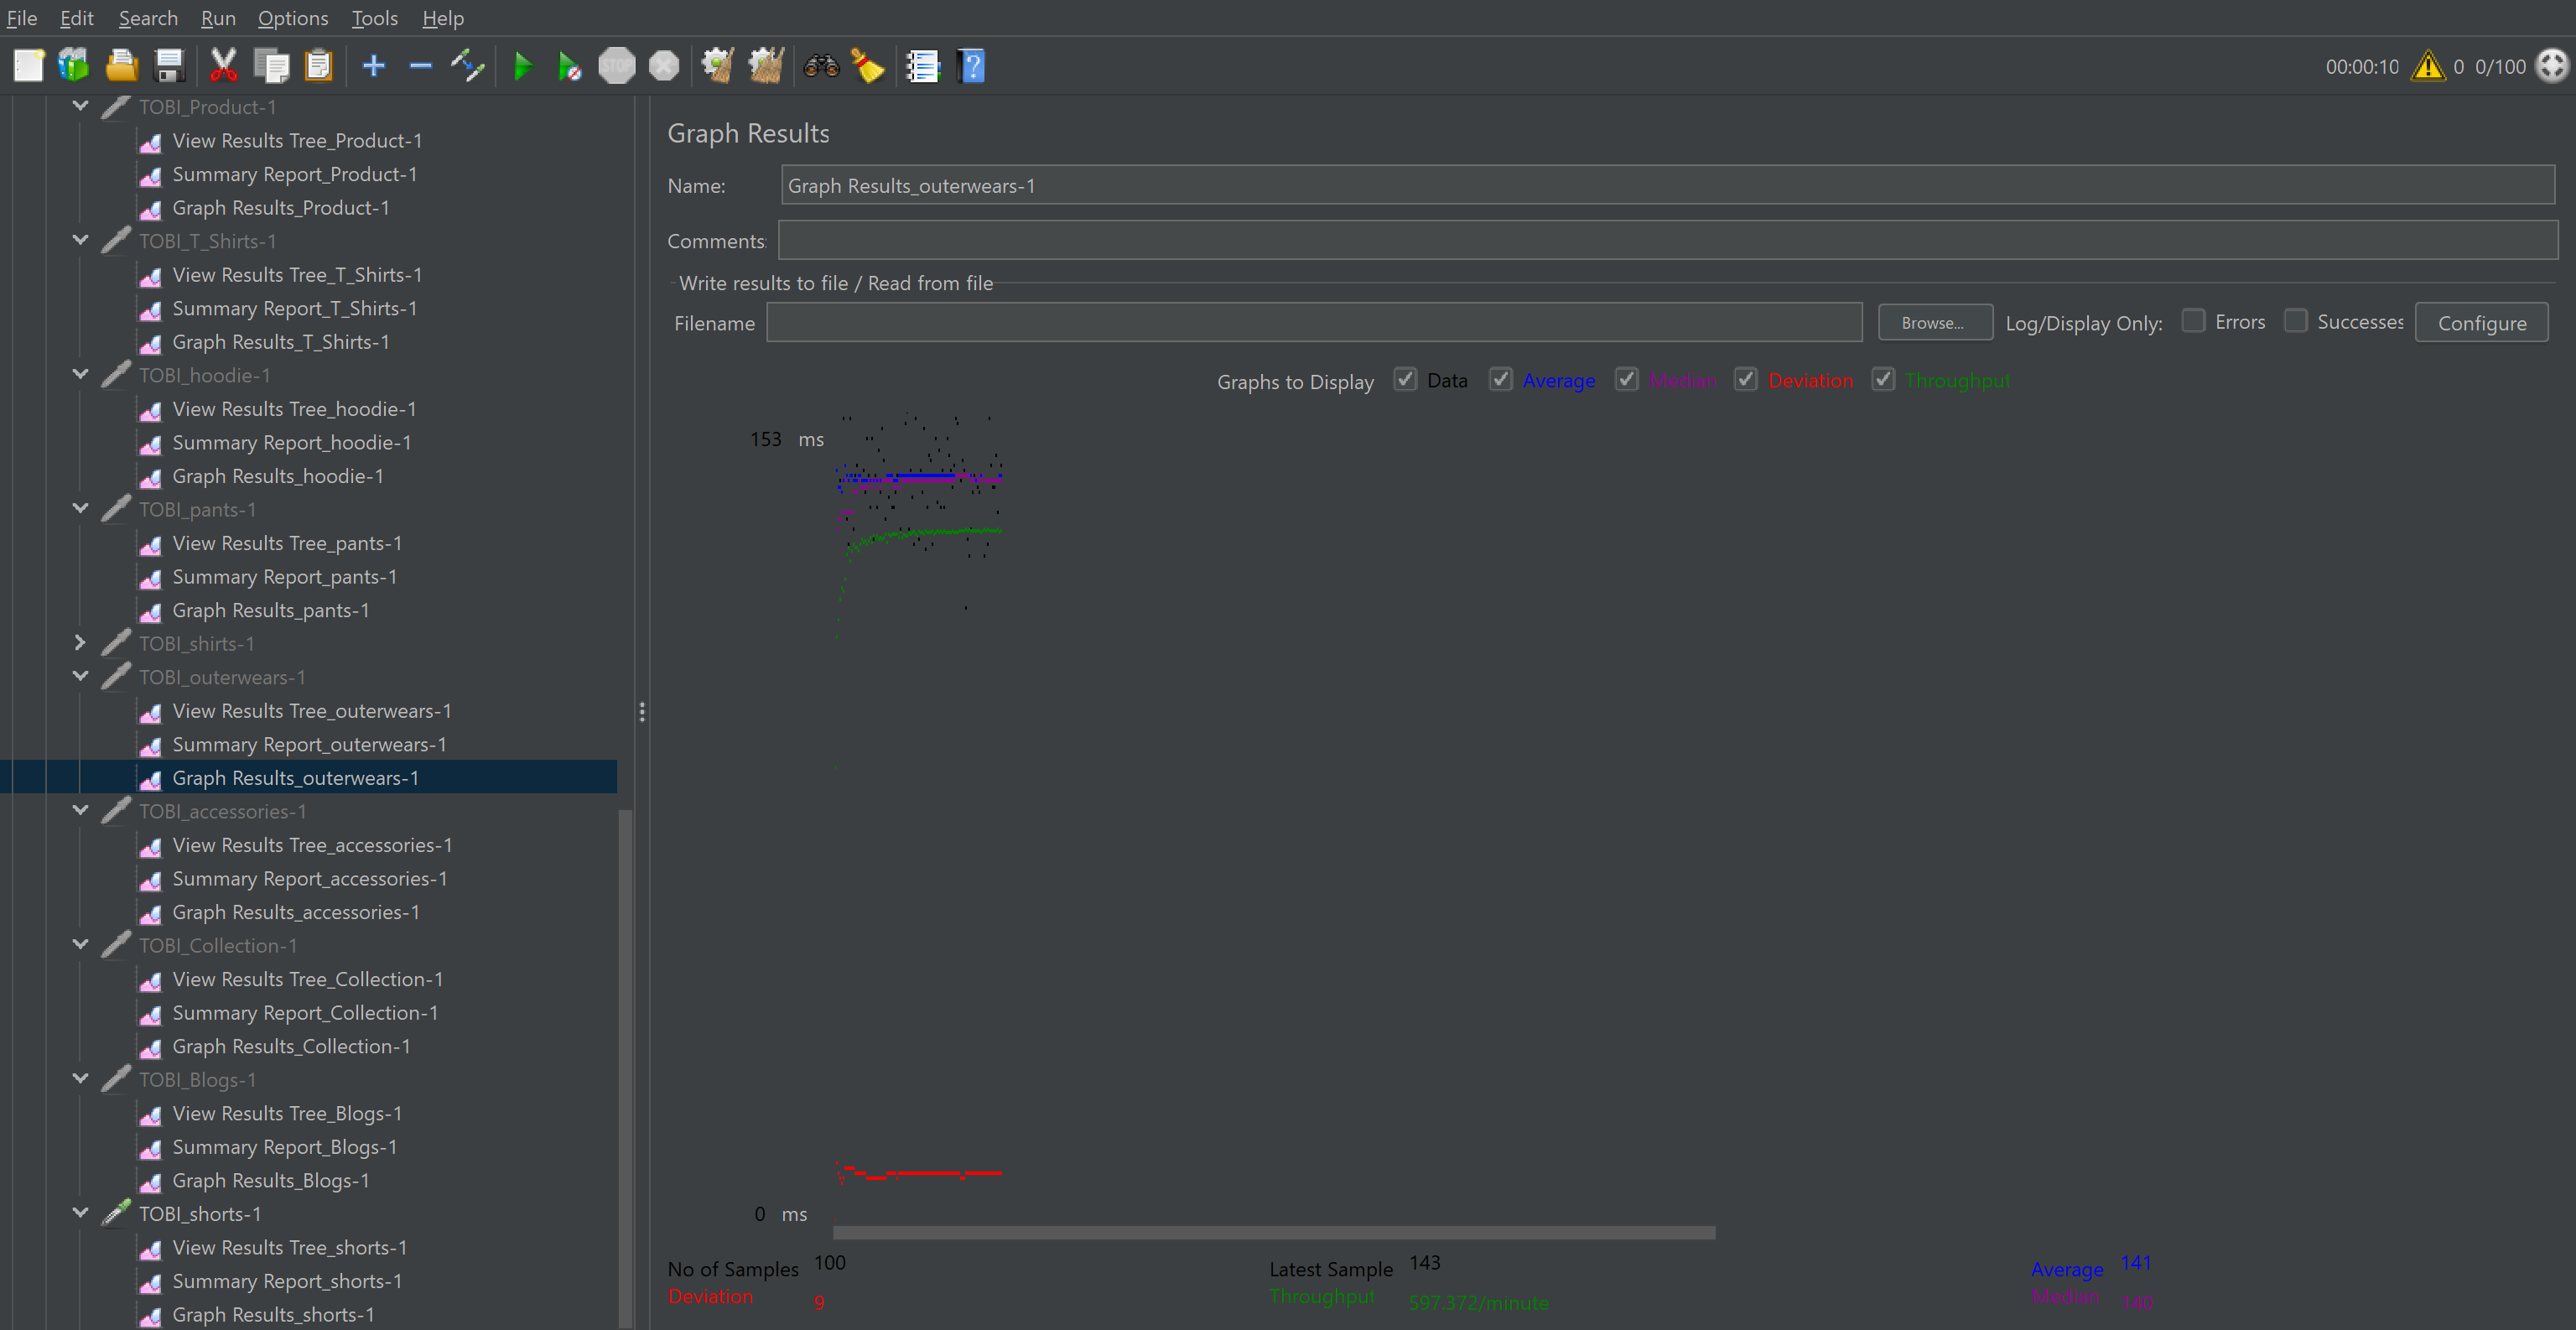 File Edit Search Run Options Tools Help
STOP
00:00:10 0 0/100
TOBI_Product-1
View Results Tree_Product-1
Summary Report_Product-1
Graph Results_Product-1
TOBI_T_Shirts-1
View Results Tree_T_Shirts-1
Summary Report_T_Shirts-1
Graph Results_T_Shirts-1
TOBI_hoodie-1
View Results Tree_hoodie-1
Summary Report_hoodie-1
Graph Results_hoodie-1
TOBI_pants-1
View Results Tree_pants-1
Summary Report_pants-1
Graph Results_pants-1
TOBI_shirts-1
TOBI_outerwears-1
View Results Tree_outerwears-1
Summary Report_outerwears-1
Graph Results_outerwears-1
TOBI_accessories-1
View Results Tree_accessories-1
Summary Report_accessories-1
Graph Results_accessories-1
TOBI_Collection-1
View Results Tree_Collection-1
Summary Report_Collection-1
Graph Results_Collection-1
TOBI_Blogs-1
View Results Tree_Blogs-1
Summary Report_Blogs-1
Graph Results_Blogs-1
TOBI_shorts-1
View Results Tree_shorts-1
Summary Report_shorts-1
Graph Results_shorts-1
Graph Results
Name: Graph Results_outerwears-1
Comments:
Write results to file / Read from file
Filename Browse... Log/Display Only: Errors Successes Configure
Graphs to Display Data Average Median Deviation Throughput
153 ms
0 ms
No of Samples 100 Latest Sample 143 Average 141
Deviation 9 Throughput 597.372/minute Median 140